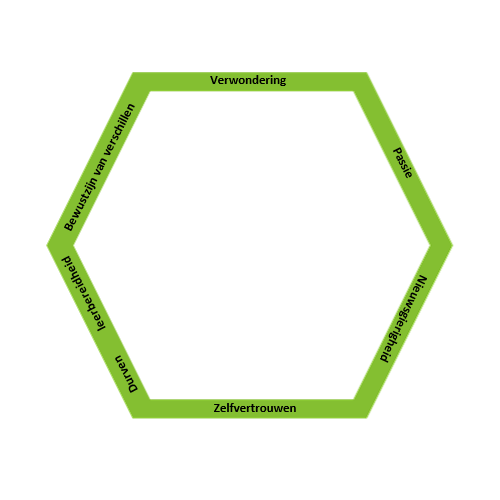 Verwondering
Passie
Nieuwsgierigheid
Zelfvertrouwen
Durven
leerbereidheid
Bewustzijn van verschillen